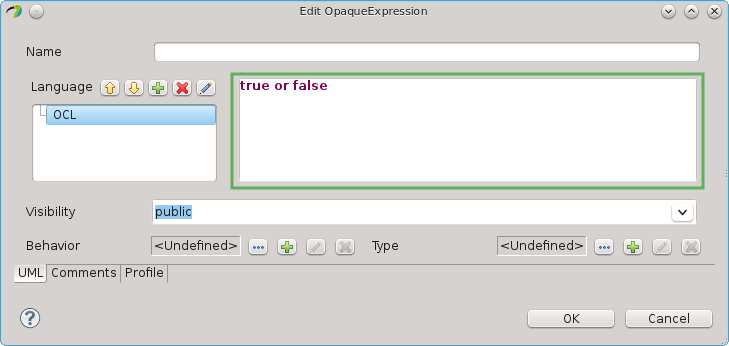 Edit OpaqueExpression
Name
Language
true or false
OCL
Visibility
public
Behavior <Undefined> Type <Undefined>
UML Comments Profile
OK Cancel